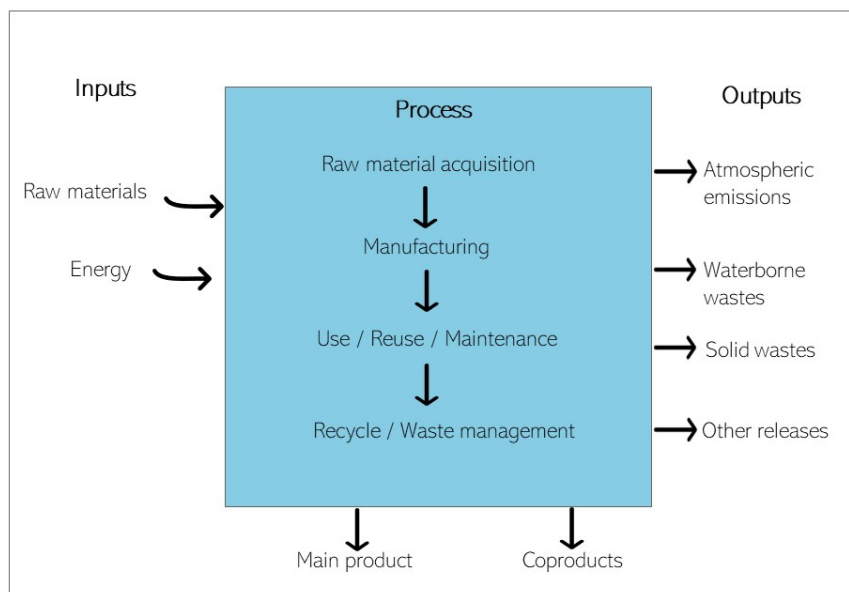 Inputs
Process
Outputs
Raw material acquisition
Atmospheric
emissions
Raw materials
Manufacturing
Energy
Waterborne
wastes
Use / Reuse / Maintenance
Solid wastes
Recycle / Waste management
Other releases
Main product
Coproducts